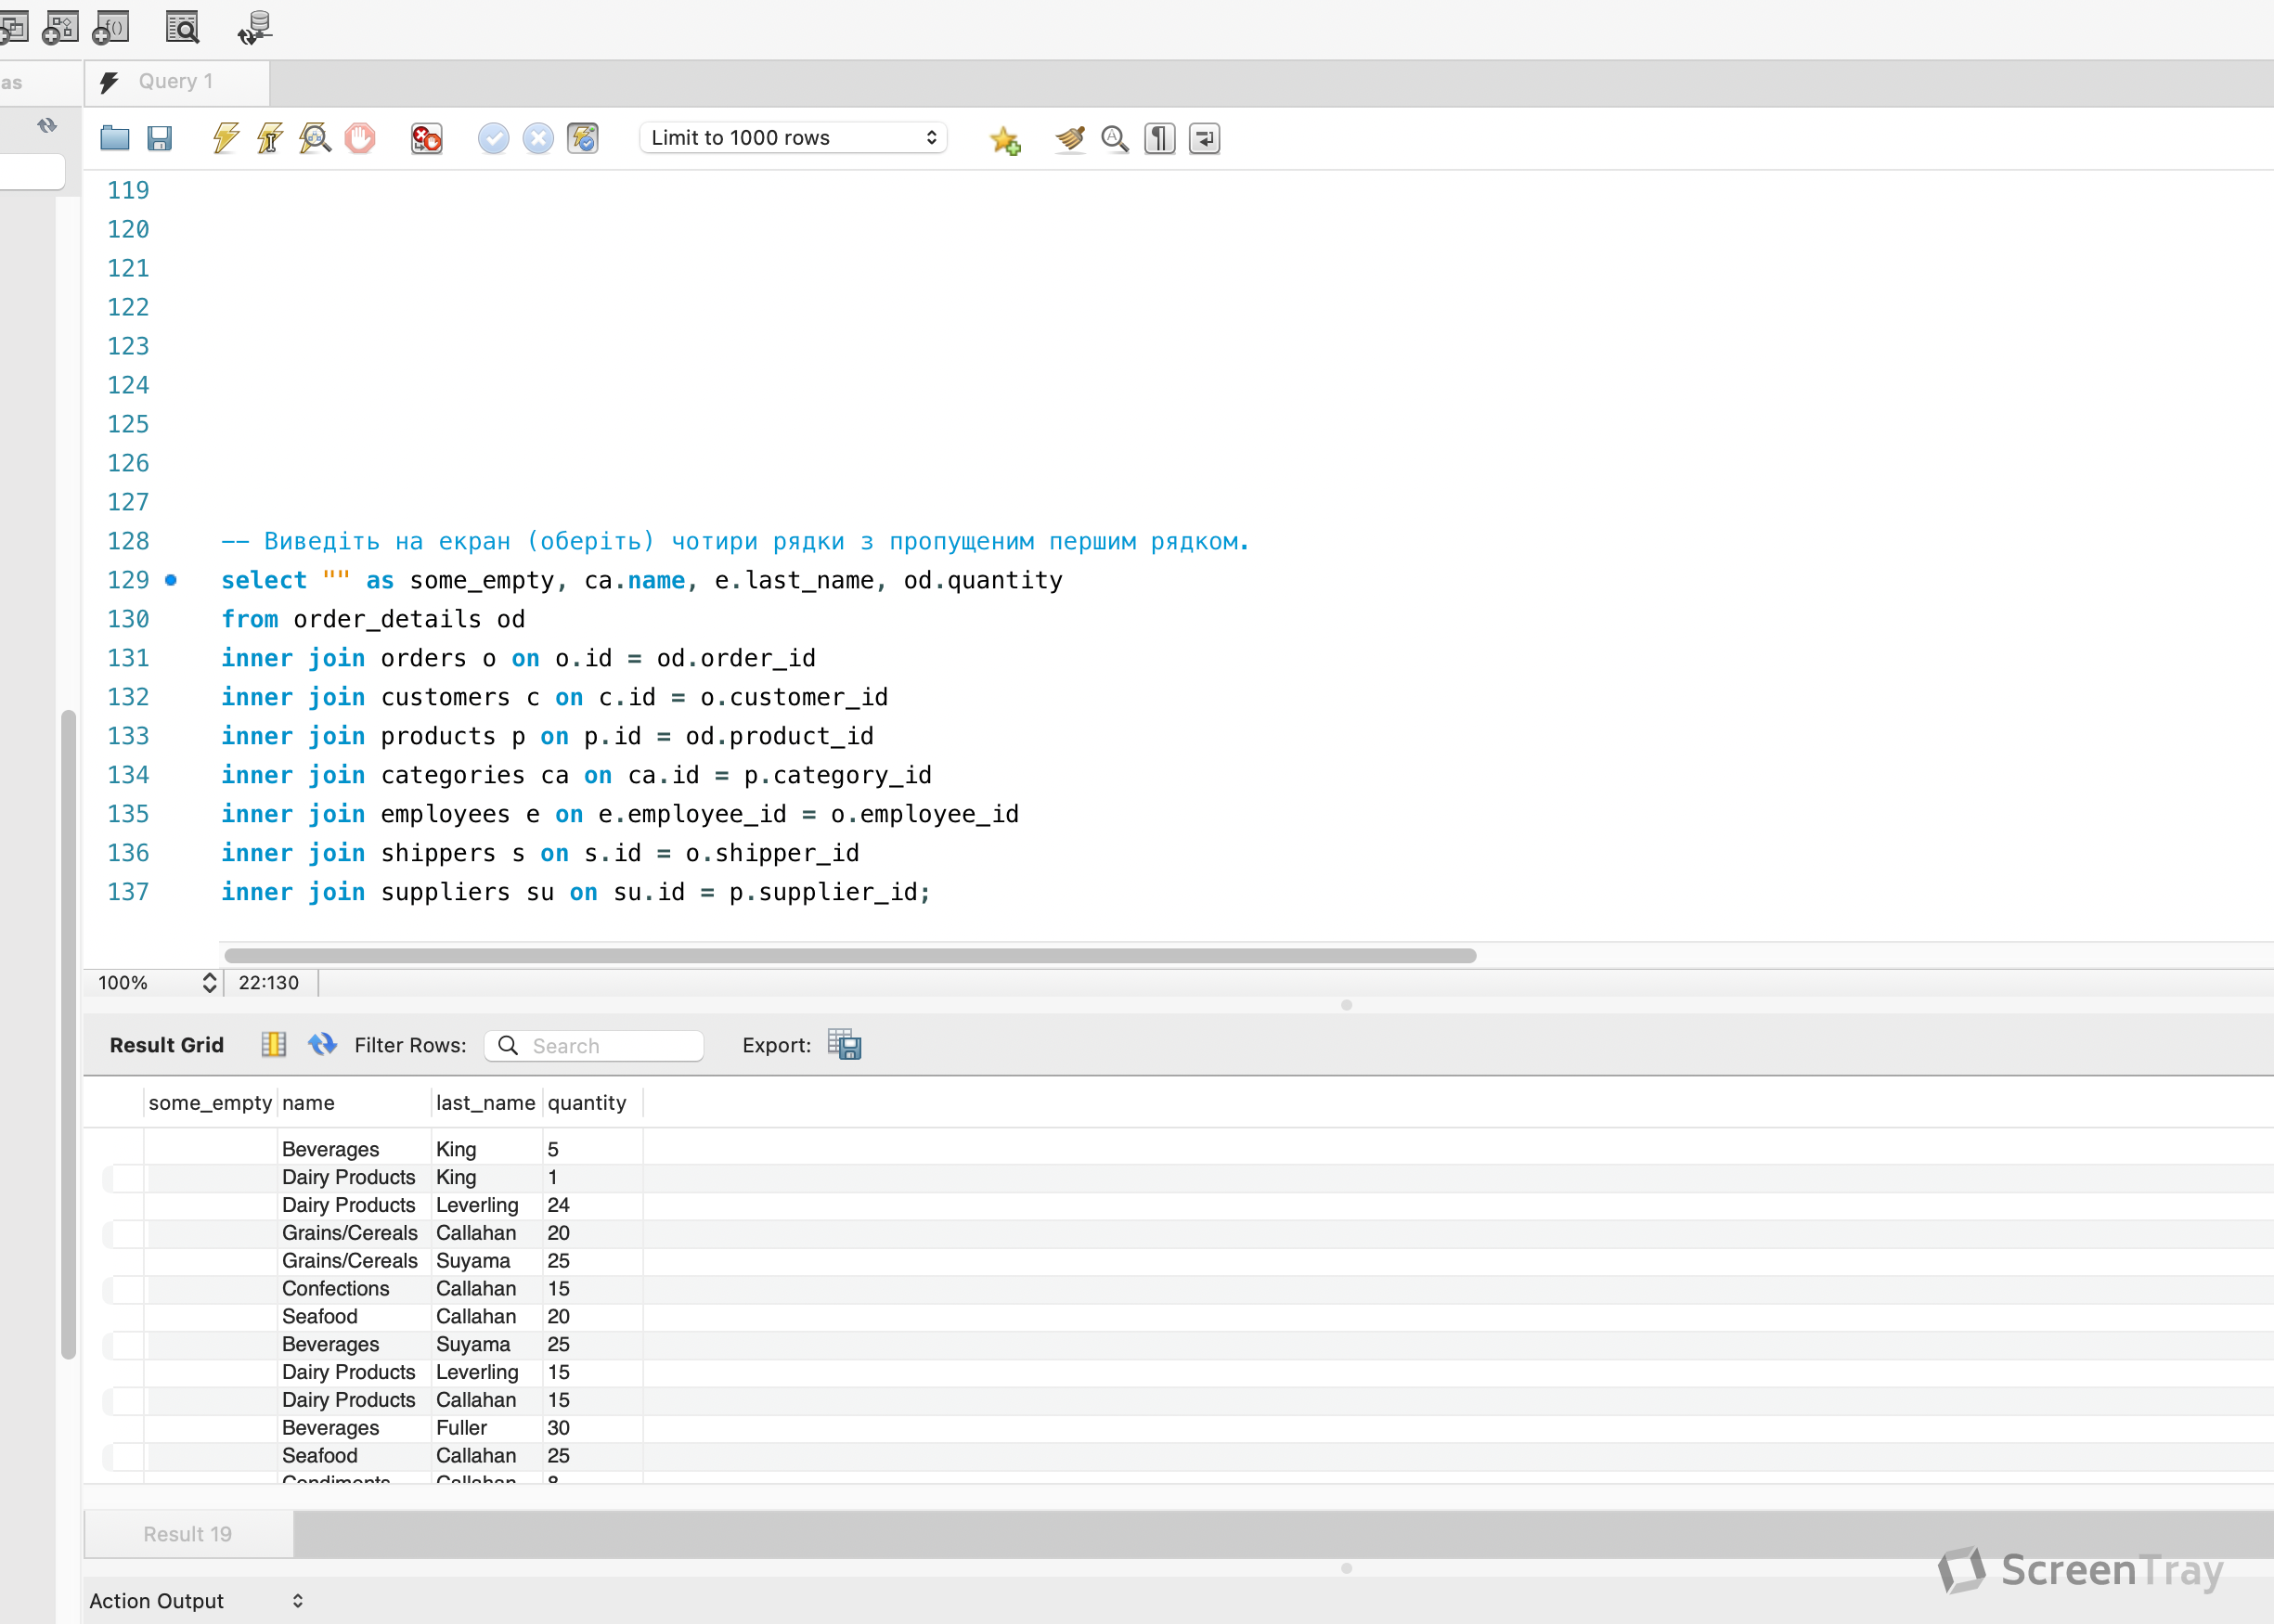 f()
as
Query 1
Limit to 1000 rows
119
120
121
122
123
124
125
126
127
128 -- Виведіть на екран (оберіть) чотири рядки з пропущеним першим рядком.
129 select "" as some_empty, ca.name, e.last_name, od.quantity
130 from order_details od
131 inner join orders o on o.id = od.order_id
132 inner join customers c on c.id = o.customer_id
133 inner join products p on p.id = od.product_id
134 inner join categories ca on ca.id = p.category_id
135 inner join employees e on e.employee_id = o.employee_id
136 inner join shippers s on s.id = o.shipper_id
137 inner join suppliers su on su.id = p.supplier_id;
100% 22:130
Result Grid Filter Rows: Search Export:
some_empty name last_name quantity
Beverages King 5
Dairy Products King 1
Dairy Products Leverling 24
Grains/Cereals Callahan 20
Grains/Cereals Suyama 25
Confections Callahan 15
Seafood Callahan 20
Beverages Suyama 25
Dairy Products Leverling 15
Dairy Products Callahan 15
Beverages Fuller 30
Seafood Callahan 25
Condiments Callahan 8
Result 19
ScreenTray
Action Output